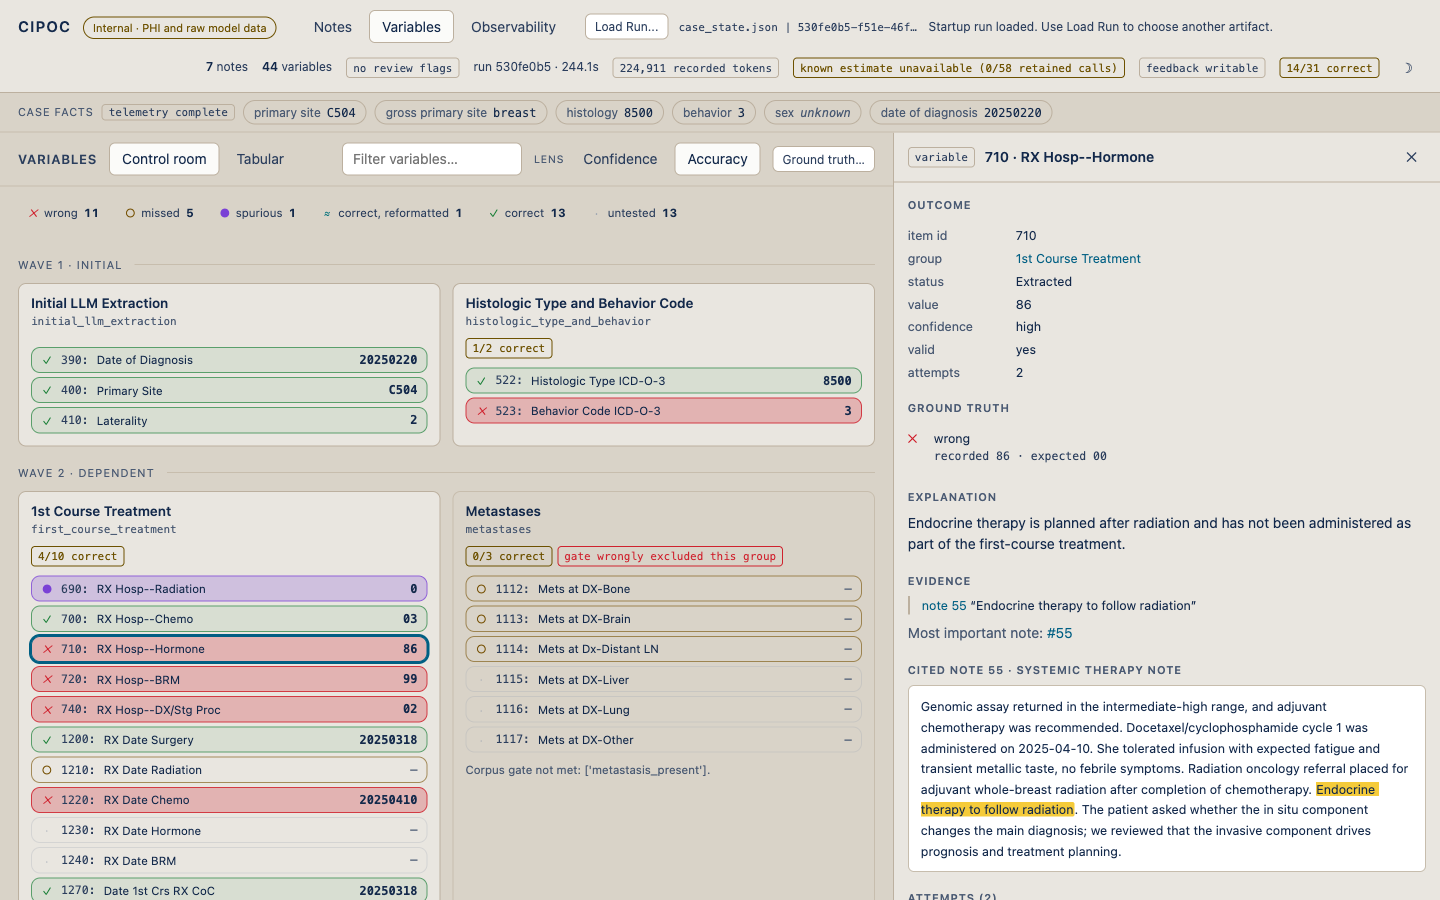 CIPOC Internal · PHI and raw model data Notes Variables Observability Load Run... case_state.json | 530fe0b5-f51e-46f… Startup run loaded. Use Load Run to choose another artifact.
7 notes 44 variables no review flags run 530fe0b5 · 244.1s 224,911 recorded tokens known estimate unavailable (0/58 retained calls) feedback writable 14/31 correct
CASE FACTS telemetry complete primary site C504 gross primary site breast histology 8500 behavior 3 sex unknown date of diagnosis 20250220
VARIABLES Control room Tabular Filter variables... LENS Confidence Accuracy Ground truth...
wrong 11 missed 5 spurious 1 ≈ correct, reformatted 1 ✓ correct 13 · untested 13
WAVE 1 · INITIAL
Initial LLM Extraction
initial_llm_extraction
✓ 390: Date of Diagnosis 20250220
✓ 400: Primary Site C504
✓ 410: Laterality 2
Histologic Type and Behavior Code
histologic_type_and_behavior
1/2 correct
✓ 522: Histologic Type ICD-O-3 8500
✕ 523: Behavior Code ICD-O-3 3
WAVE 2 · DEPENDENT
1st Course Treatment
first_course_treatment
4/10 correct
690: RX Hosp--Radiation 0
✓ 700: RX Hosp--Chemo 03
✕ 710: RX Hosp--Hormone 86
✕ 720: RX Hosp--BRM 99
✕ 740: RX Hosp--DX/Stg Proc 02
✓ 1200: RX Date Surgery 20250318
1210: RX Date Radiation —
✕ 1220: RX Date Chemo 20250410
· 1230: RX Date Hormone —
· 1240: RX Date BRM —
✓ 1270: Date 1st Crs RX CoC 20250318
Metastases
metastases
0/3 correct gate wrongly excluded this group
1112: Mets at DX-Bone —
1113: Mets at DX-Brain —
1114: Mets at Dx-Distant LN —
· 1115: Mets at DX-Liver —
· 1116: Mets at DX-Lung —
· 1117: Mets at DX-Other —
Corpus gate not met: ['metastasis_present'].
variable 710 · RX Hosp--Hormone ✕
OUTCOME
item id 710
group 1st Course Treatment
status Extracted
value 86
confidence high
valid yes
attempts 2
GROUND TRUTH
✕ wrong
recorded 86 · expected 00
EXPLANATION
Endocrine therapy is planned after radiation and has not been administered as
part of the first-course treatment.
EVIDENCE
note 55 “Endocrine therapy to follow radiation”
Most important note: #55
CITED NOTE 55 · SYSTEMIC THERAPY NOTE
Genomic assay returned in the intermediate-high range, and adjuvant
chemotherapy was recommended. Docetaxel/cyclophosphamide cycle 1 was
administered on 2025-04-10. She tolerated infusion with expected fatigue and
transient metallic taste, no febrile symptoms. Radiation oncology referral placed for
adjuvant whole-breast radiation after completion of chemotherapy. Endocrine
therapy to follow radiation. The patient asked whether the in situ component
changes the main diagnosis; we reviewed that the invasive component drives
prognosis and treatment planning.
ATTEMPTS (2)